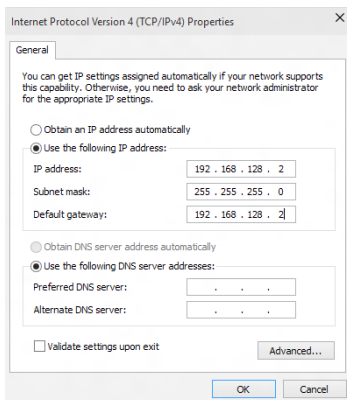 Internet Protocol Version 4 (TCP/IPv4) Properties
General
You can get IP settings assigned automatically if your network supports
this capability. Otherwise, you need to ask your network administrator
for the appropriate IP settings.
Obtain an IP address automatically
Use the following IP address:
IP address: 192 . 168 . 128 . 2
Subnet mask: 255 . 255 . 255 . 0
Default gateway: 192 . 168 . 128 . 2
Obtain DNS server address automatically
Use the following DNS server addresses:
Preferred DNS server: . . .
Alternate DNS server: . . .
Validate settings upon exit
Advanced...
OK Cancel